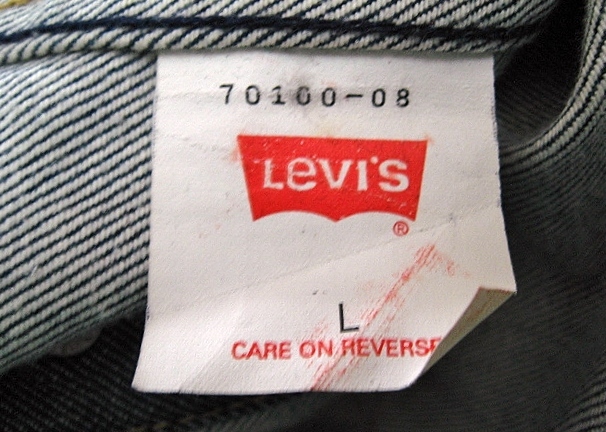 70100-08
Levi's
®
L
CARE ON REVERSE